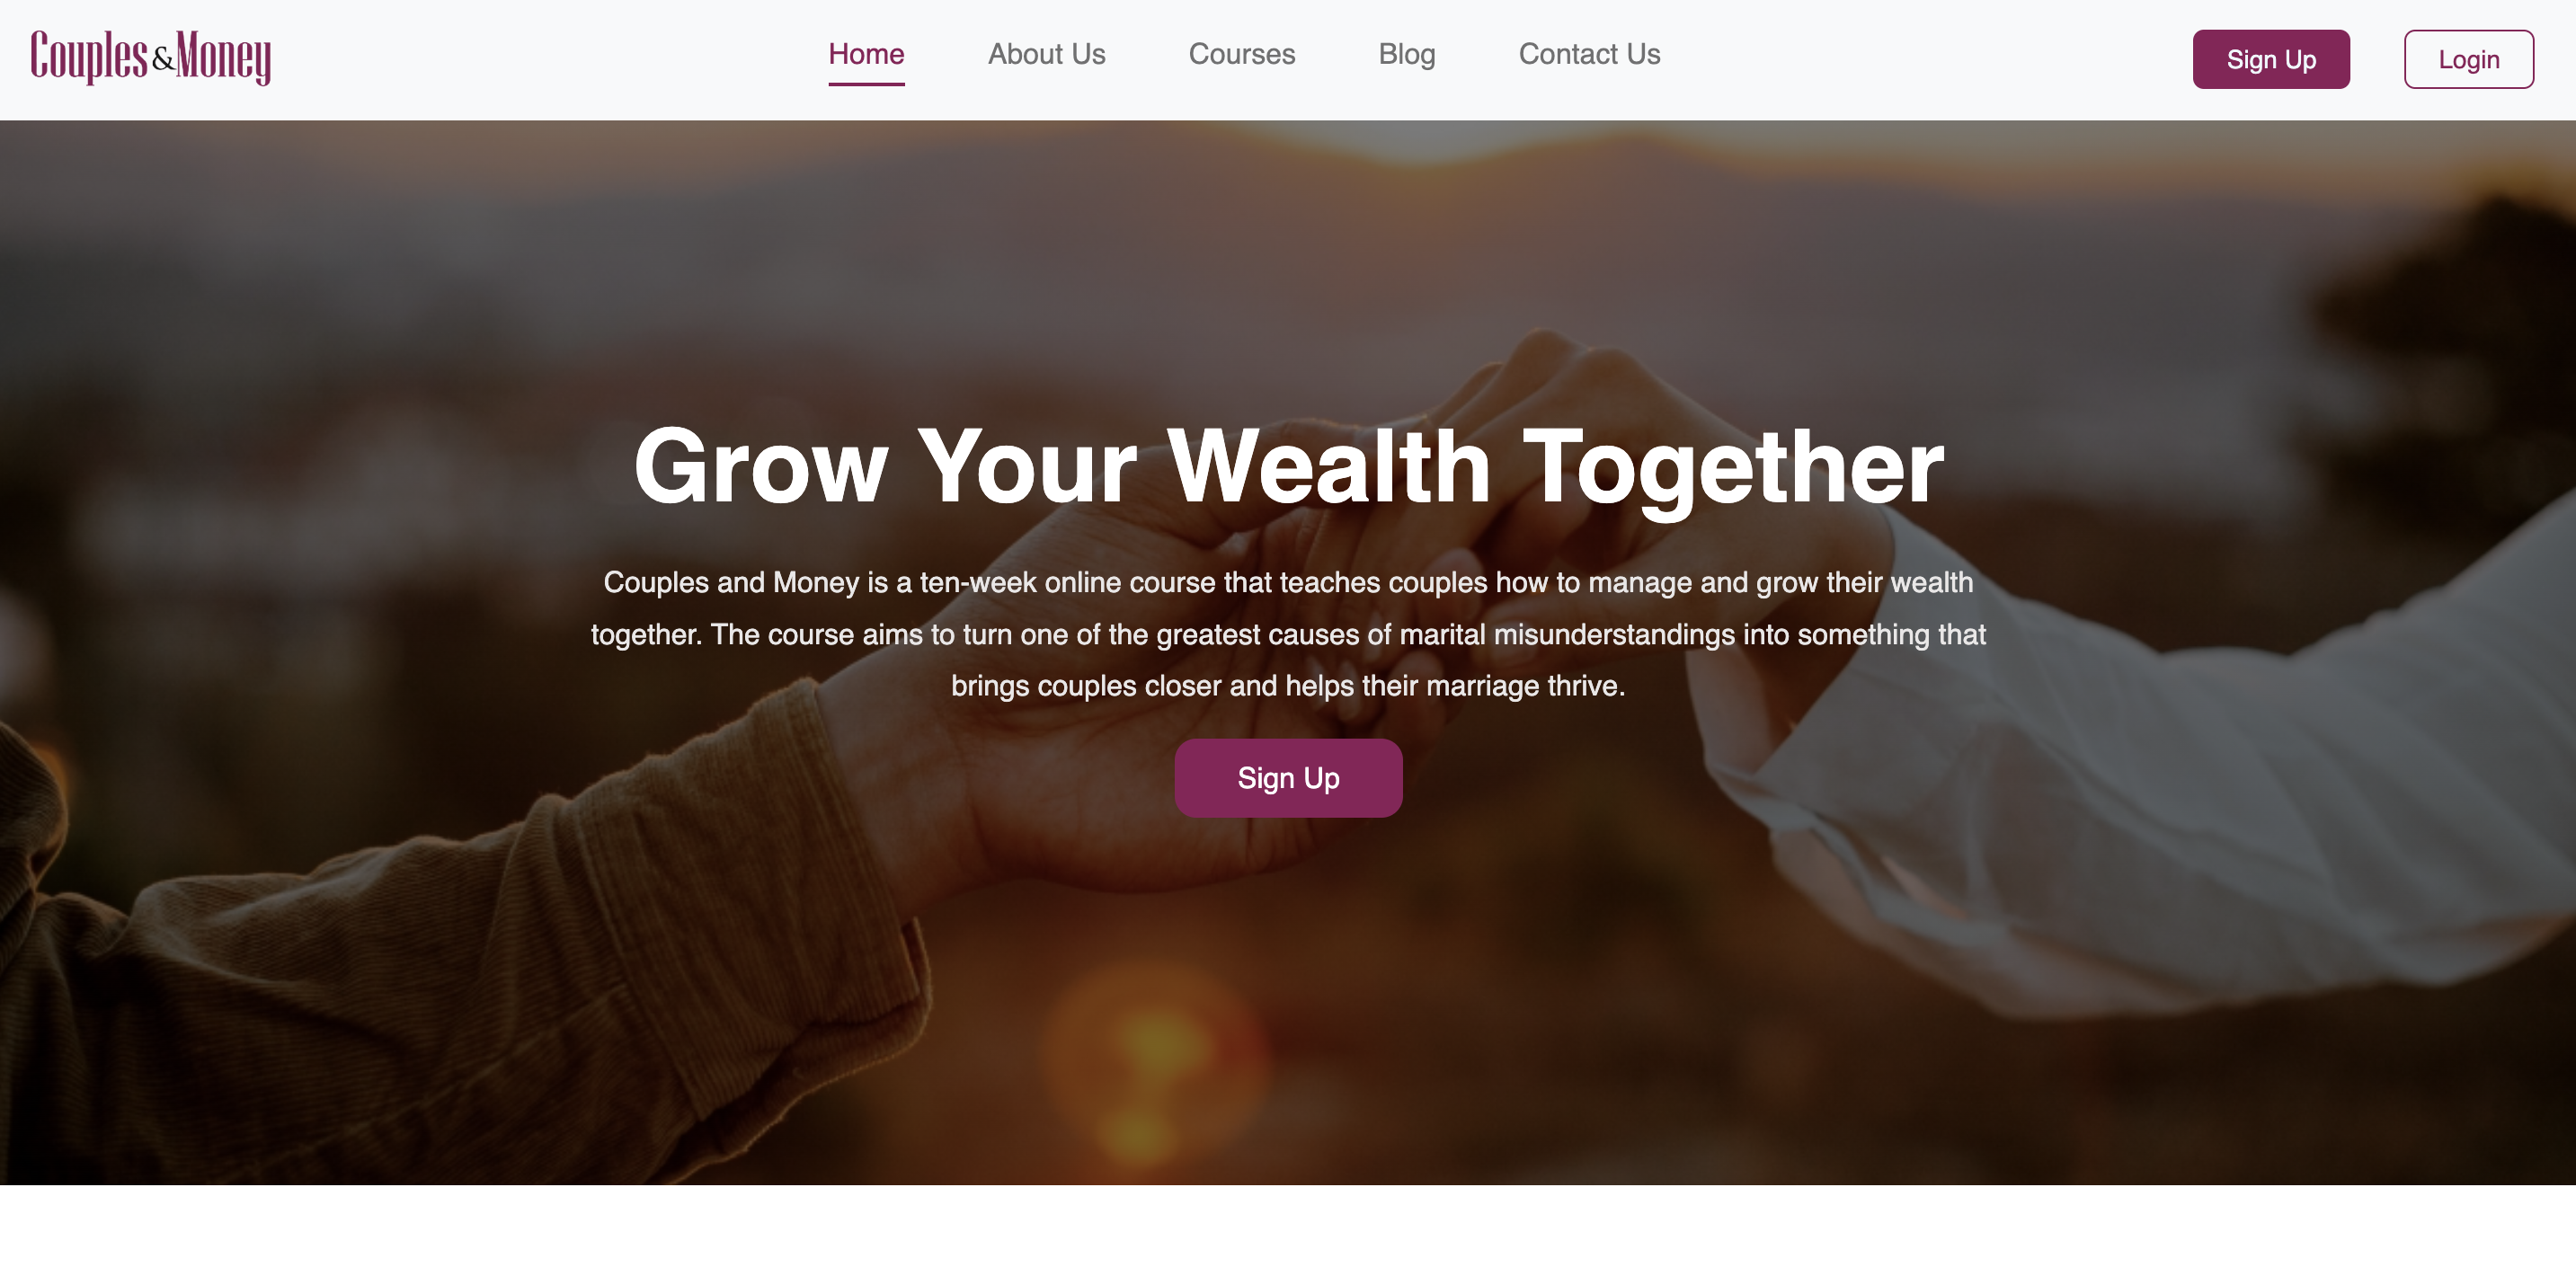 Couples & Money
Home
About Us
Courses
Blog
Contact Us
Sign Up
Login
Grow Your Wealth Together
Couples and Money is a ten-week online course that teaches couples how to manage and grow their wealth
together. The course aims to turn one of the greatest causes of marital misunderstandings into something that
brings couples closer and helps their marriage thrive.
Sign Up